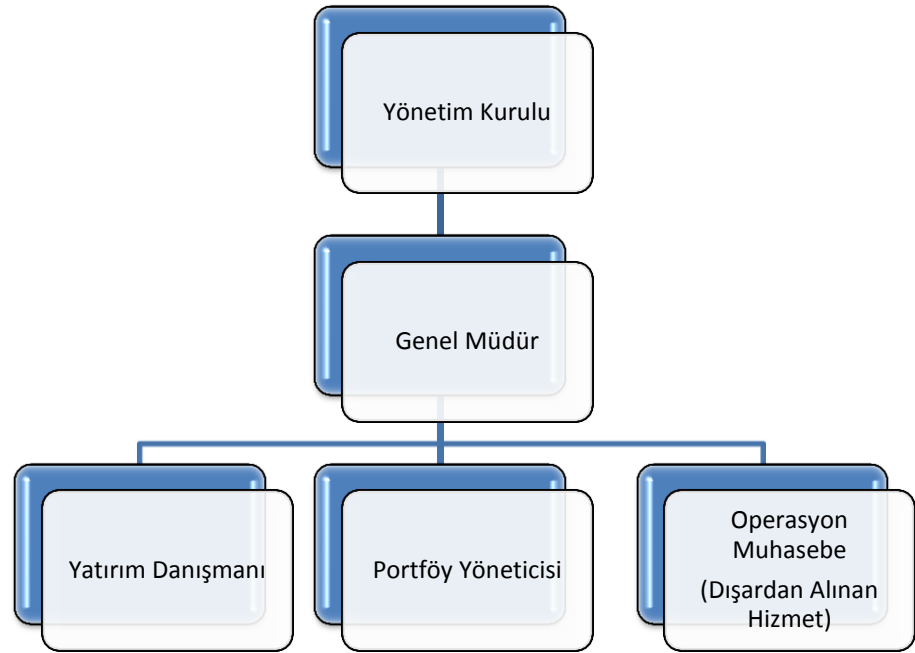 Yönetim Kurulu
Genel Müdür
Yatırım Danışmanı
Portföy Yöneticisi
Operasyon
Muhasebe
(Dışardan Alınan
Hizmet)